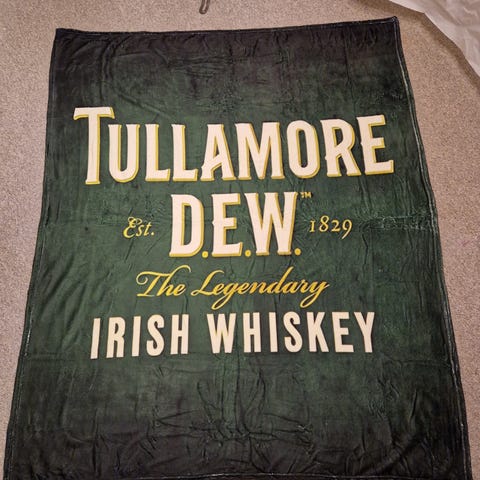 TULLAMORE
Est. D.E.W.™ 1829
The Legendary
IRISH WHISKEY